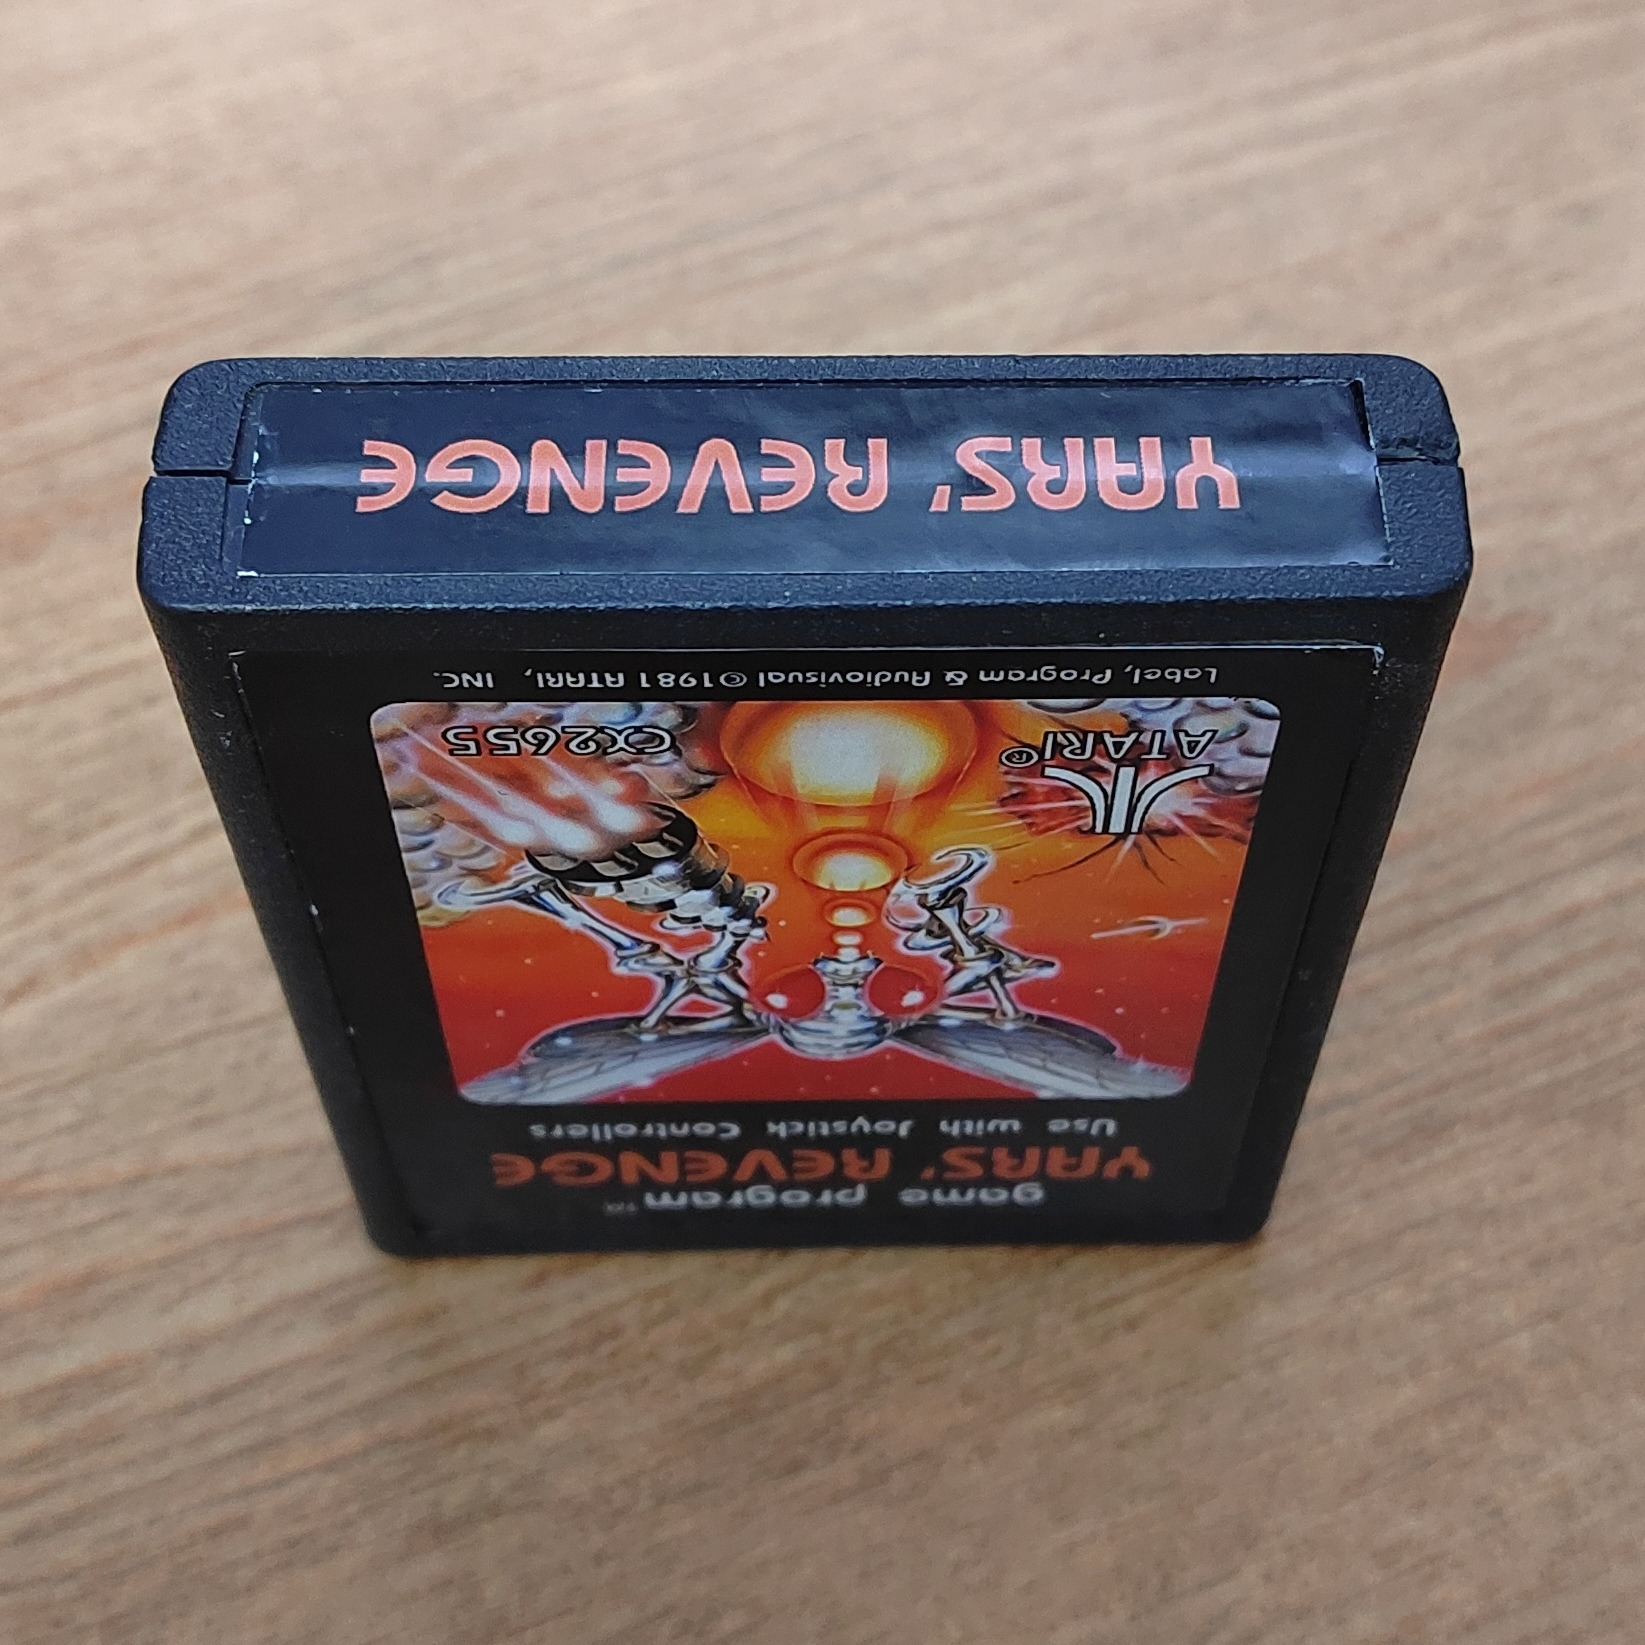 YARS' REVENGE
game program™
YARS' REVENGE
Use with Joystick Controllers
ATARI®
CX2655
Label, Program & Audiovisual ©1981 ATARI, INC.